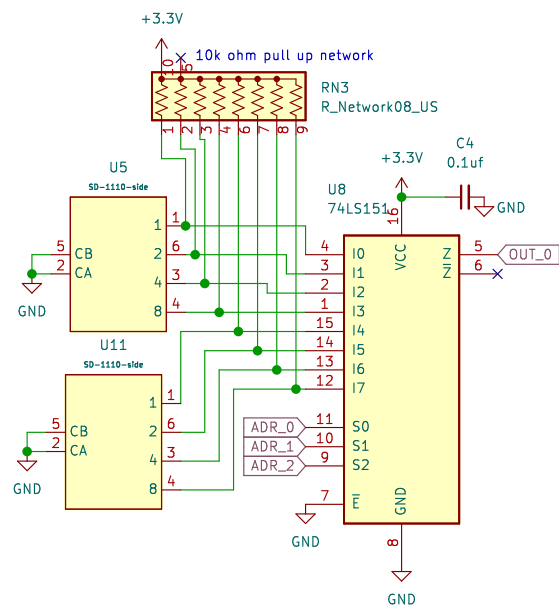 +3.3V
10k ohm pull up network
10
5
RN3
R_Network08_US
1
2
3
4
6
7
8
9
C4
0.1uf
+3.3V
GND
U5
SD-1110-side
U8
74LS151
16
5 CB
2 CA
1 1
2 6
4 3
8 4
GND
VCC
4 I0
3 I1
2 I2
1 I3
15 I4
14 I5
13 I6
12 I7
Z 5 OUT_0
Z 6
U11
SD-1110-side
5 CB
2 CA
1 1
2 6
4 3
8 4
GND
ADR_0 11 S0
ADR_1 10 S1
ADR_2 9 S2
7 E
GND
GND
8
GND